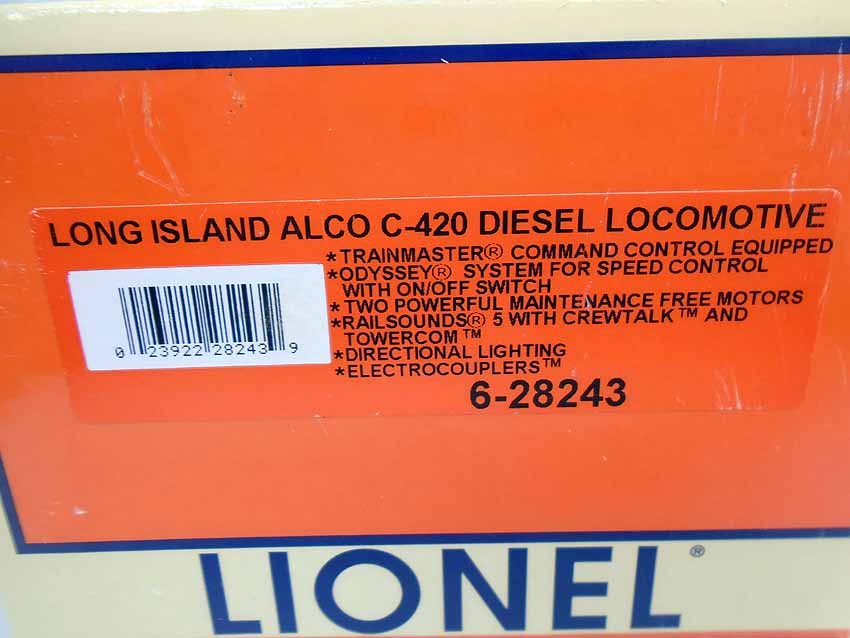 LONG ISLAND ALCO C-420 DIESEL LOCOMOTIVE
*TRAINMASTER® COMMAND CONTROL EQUIPPED
*ODYSSEY® SYSTEM FOR SPEED CONTROL
WITH ON/OFF SWITCH
*TWO POWERFUL MAINTENANCE FREE MOTORS
*RAILSOUNDS® 5 WITH CREWTALK™ AND
TOWERCOM™
*DIRECTIONAL LIGHTING
*ELECTROCOUPLERS™
6-28243
0 23922 28243 9
LIONEL®